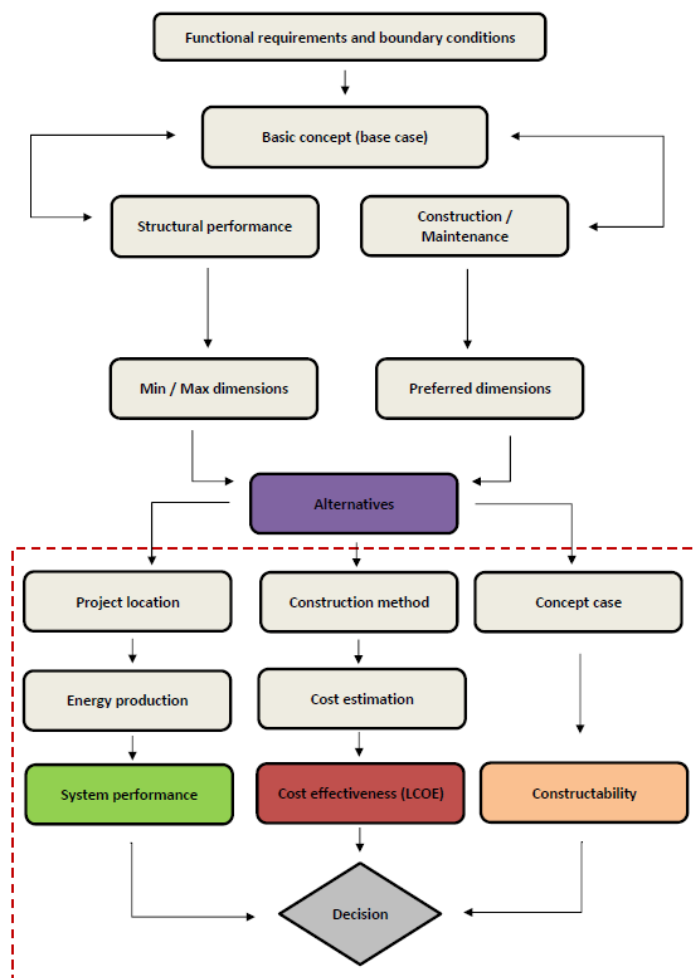 Functional requirements and boundary conditions
Basic concept (base case)
Structural performance
Construction /
Maintenance
Min / Max dimensions
Preferred dimensions
Alternatives
Project location
Construction method
Concept case
Energy production
Cost estimation
System performance
Cost effectiveness (LCOE)
Constructability
Decision